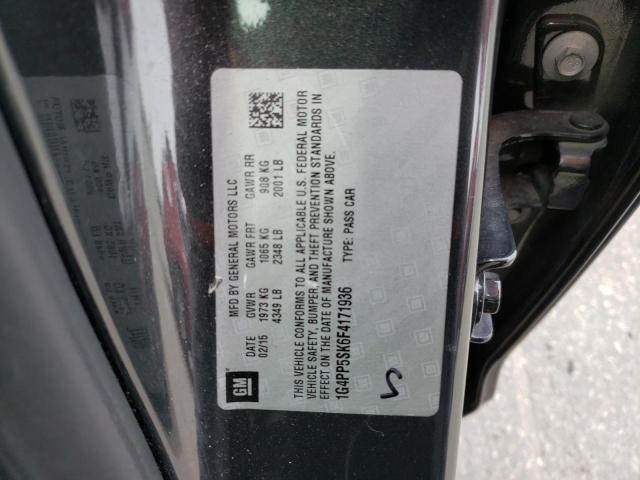 MFD BY GENERAL MOTORS LLC
DATE GVWR GAWR FRT GAWR RR
02/15 1973 KG 1065 KG 908 KG
4349 LB 2348 LB 2001 LB
GM
THIS VEHICLE CONFORMS TO ALL APPLICABLE U.S. FEDERAL MOTOR
VEHICLE SAFETY, BUMPER, AND THEFT PREVENTION STANDARDS IN
EFFECT ON THE DATE OF MANUFACTURE SHOWN ABOVE.
1G4PP5SK6F4171936 TYPE: PASS CAR